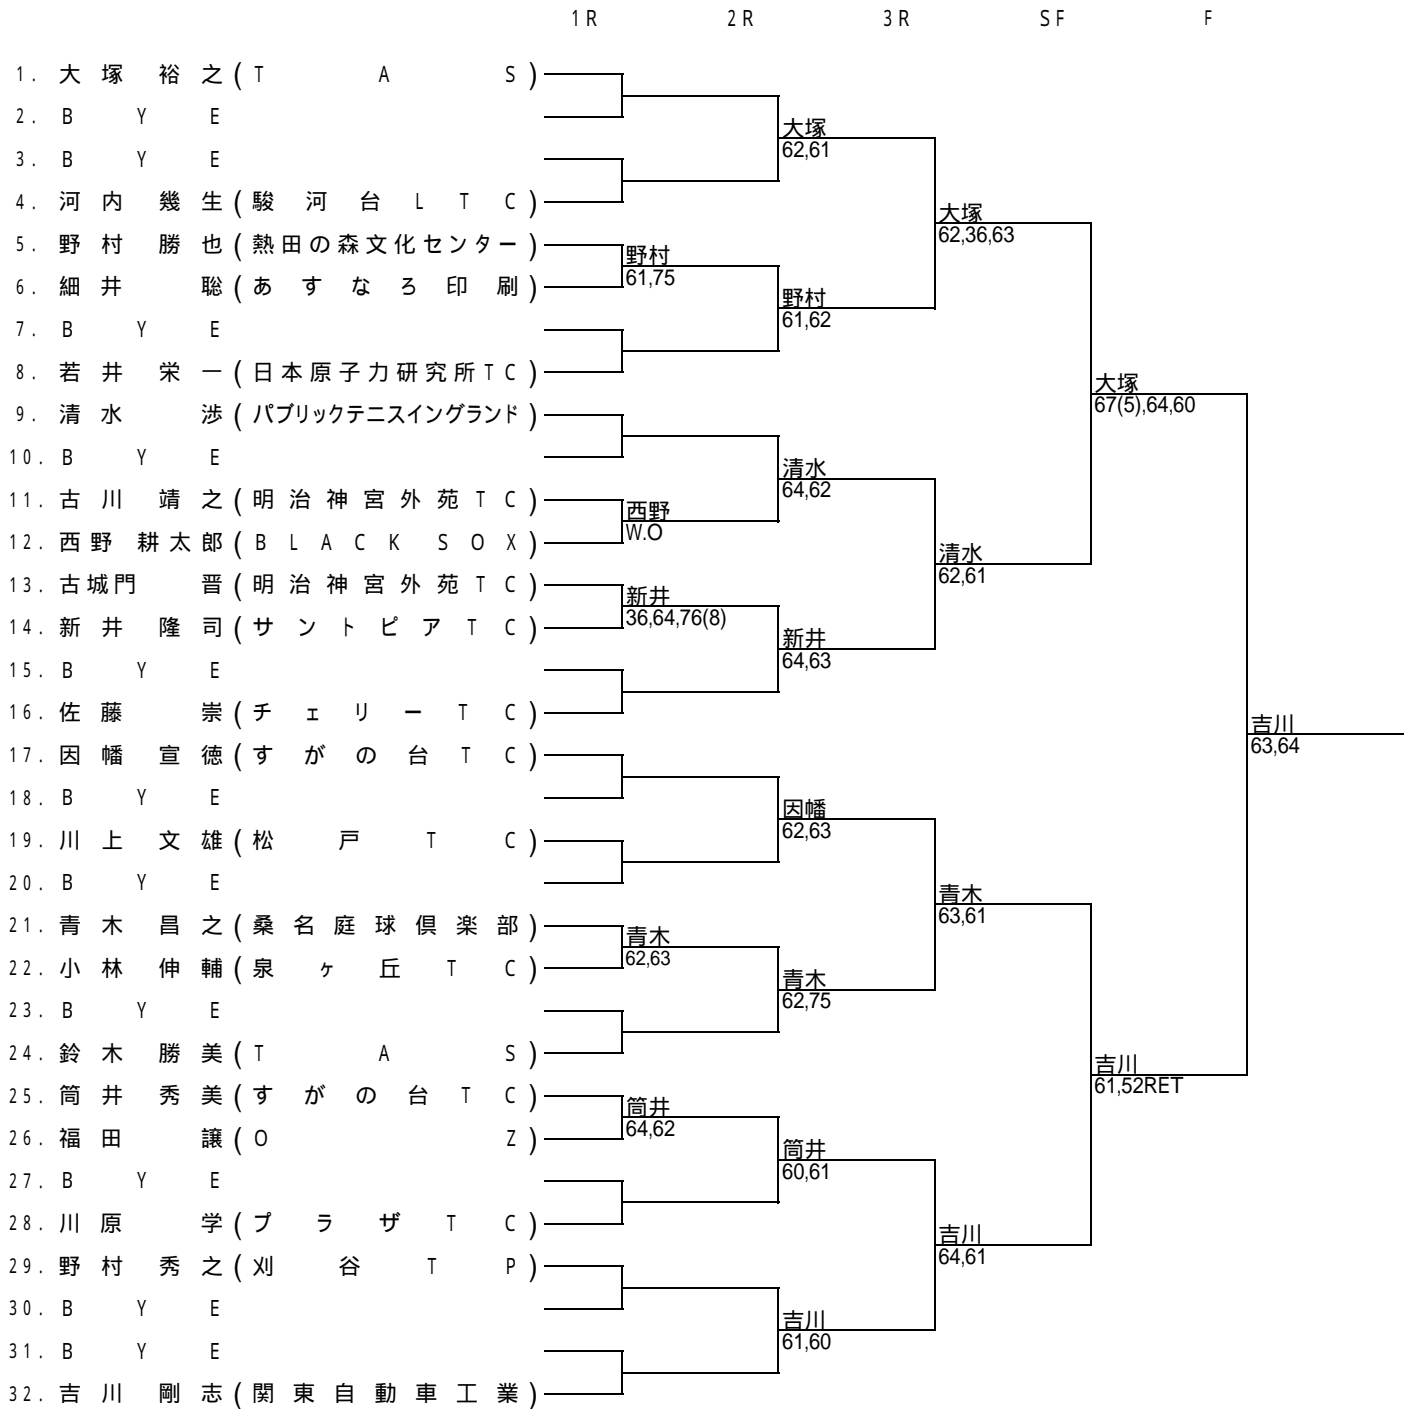 1R 2R 3R SF F
1. 大塚 裕之 (TAS)
2. BYE
3. BYE
4. 河内 幾生 (駿河台LTC)
5. 野村 勝也 (熱田の森文化センター)
6. 細井 聡 (あすなろ印刷)
7. BYE
8. 若井 栄一 (日本原子力研究所TC)
9. 清水 渉 (パブリックテニスイングランド)
10. BYE
11. 古川 靖之 (明治神宮外苑TC)
12. 西野 耕太郎 (BLACK SOX)
13. 古城門 晋 (明治神宮外苑TC)
14. 新井 隆司 (サントピアTC)
15. BYE
16. 佐藤 崇 (チェリーTC)
17. 因幡 宣徳 (すがの台TC)
18. BYE
19. 川上 文雄 (松戸TC)
20. BYE
21. 青木 昌之 (桑名庭球倶楽部)
22. 小林 伸輔 (泉ヶ丘TC)
23. BYE
24. 鈴木 勝美 (TAS)
25. 筒井 秀美 (すがの台TC)
26. 福田 譲 (OZ)
27. BYE
28. 川原 学 (プラザTC)
29. 野村 秀之 (刈谷TP)
30. BYE
31. BYE
32. 吉川 剛志 (関東自動車工業)
野村
61,75
西野
W.O
新井
36,64,76(8)
青木
62,63
筒井
64,62
大塚
62,61
野村
61,62
清水
64,62
新井
64,63
因幡
62,63
青木
62,75
筒井
60,61
吉川
61,60
大塚
62,36,63
清水
62,61
青木
63,61
吉川
64,61
大塚
67(5),64,60
吉川
61,52RET
吉川
63,64